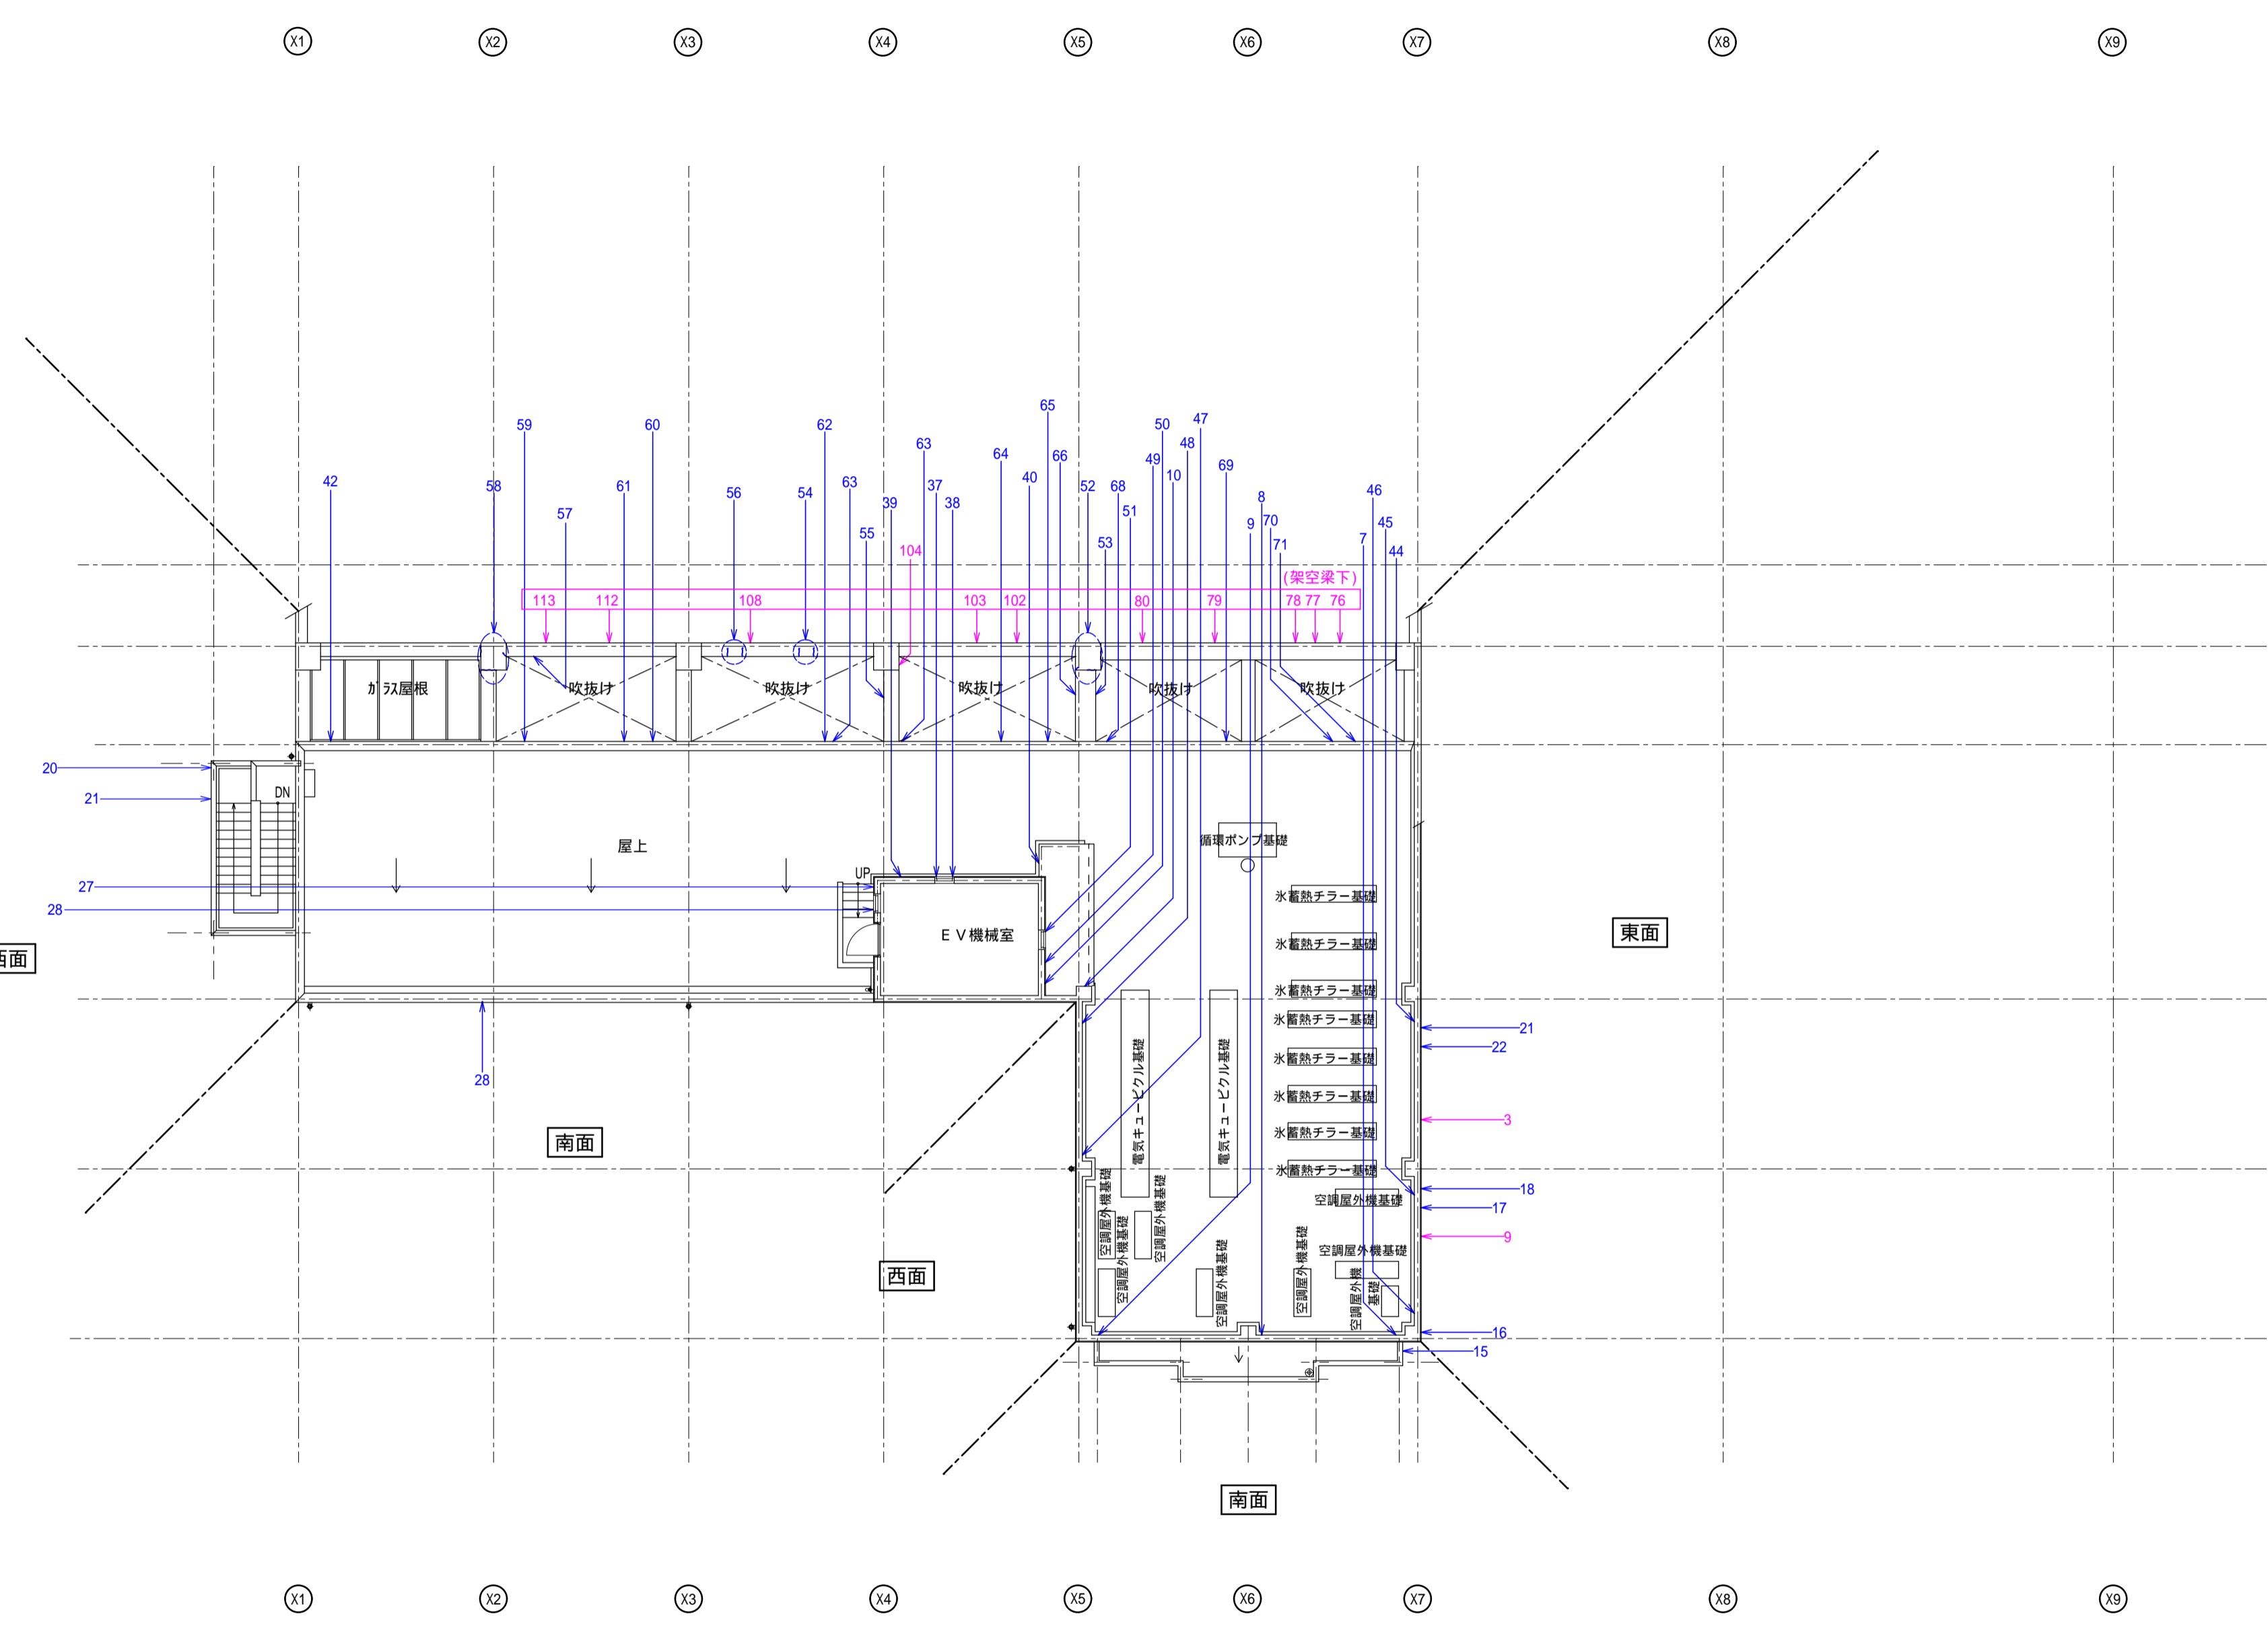 X1 X2 X3 X4 X5 X6 X7 X8 X9
65
59 60 62 47
50
63 48
64 66 49
69
42 40 10
58 61 56 54 63 37 52 68 46
39 38 8
57 51 9 70 45
55 53 71 7 44
104
(架空梁下)
113 112 108 103 102 80 79 78 77 76
ガラス屋根 吹抜け 吹抜け 吹抜け 吹抜け 吹抜け
20
21
DN
屋上
循環ポンプ基礎
UP
27
28
氷蓄熱チラー基礎
EV機械室
東面
氷蓄熱チラー基礎
西面
氷蓄熱チラー基礎
氷蓄熱チラー基礎
21
22
氷蓄熱チラー基礎
28
氷蓄熱チラー基礎
電気キュービクル基礎
電気キュービクル基礎
3
氷蓄熱チラー基礎
南面
氷蓄熱チラー基礎
18
空調屋外機基礎
17
空調屋外機基礎
空調屋外機基礎
空調屋外機基礎
9
空調屋外機基礎
西面
空調屋外機基礎
空調屋外機基礎
空調屋外機
基礎
16
15
南面
X1 X2 X3 X4 X5 X6 X7 X8 X9